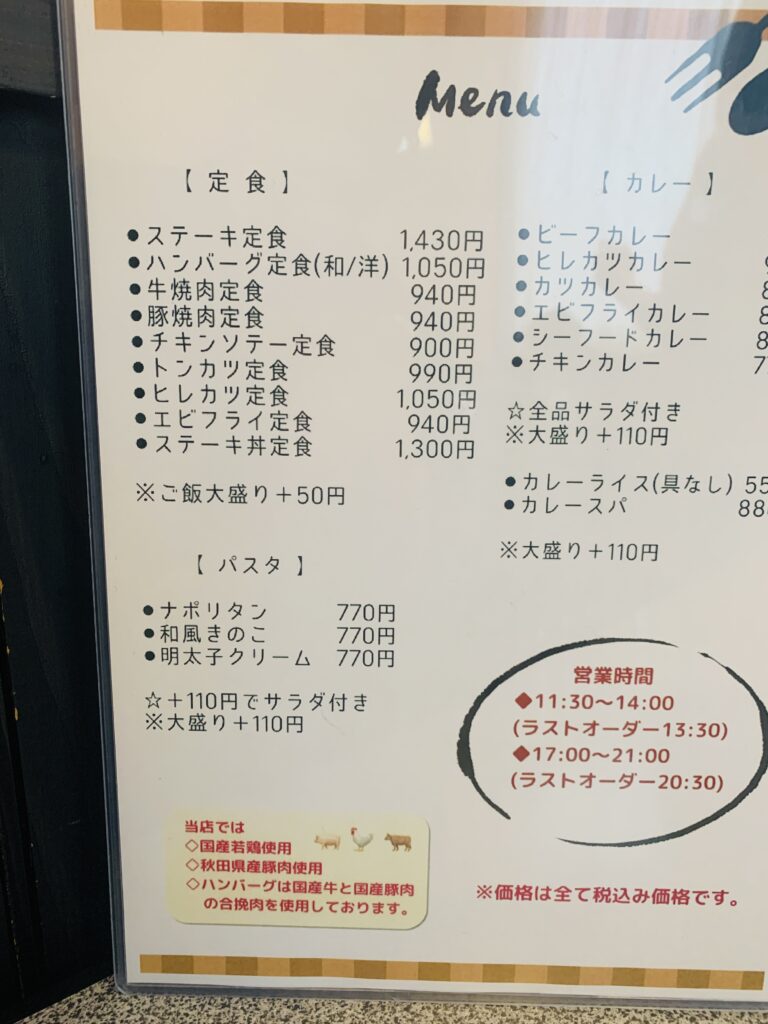 Menu
【 定 食 】
●ステーキ定食 1,430円
●ハンバーグ定食(和/洋) 1,050円
●牛焼肉定食 940円
●豚焼肉定食 940円
●チキンソテー定食 900円
●トンカツ定食 990円
●ヒレカツ定食 1,050円
●エビフライ定食 940円
●ステーキ丼定食 1,300円
※ご飯大盛り+50円
【 パスタ 】
●ナポリタン 770円
●和風きのこ 770円
●明太子クリーム 770円
☆+110円でサラダ付き
※大盛り+110円
【 カレー 】
●ビーフカレー
●ヒレカツカレー
●カツカレー
●エビフライカレー
●シーフードカレー
●チキンカレー
☆全品サラダ付き
※大盛り+110円
●カレーライス(具なし)
●カレースパ
※大盛り+110円
営業時間
◆11:30〜14:00
(ラストオーダー13:30)
◆17:00〜21:00
(ラストオーダー20:30)
当店では
◇国産若鶏使用
◇秋田県産豚肉使用
◇ハンバーグは国産牛と国産豚肉
の合挽肉を使用しております。
※価格は全て税込み価格です。